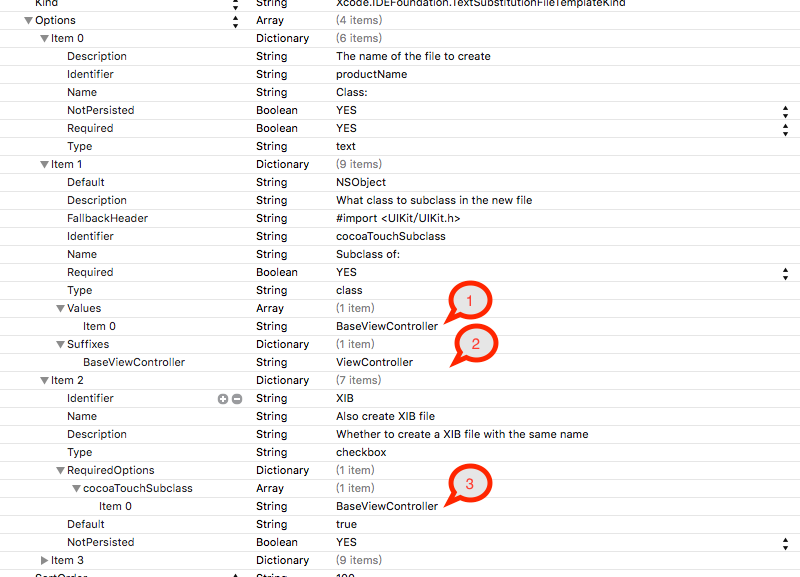 Kind String Xcode.IDEFoundation.TextSubstitutionFileTemplateKind
Options Array (4 items)
Item 0 Dictionary (6 items)
Description String The name of the file to create
Identifier String productName
Name String Class:
NotPersisted Boolean YES
Required Boolean YES
Type String text
Item 1 Dictionary (9 items)
Default String NSObject
Description String What class to subclass in the new file
FallbackHeader String #import <UIKit/UIKit.h>
Identifier String cocoaTouchSubclass
Name String Subclass of:
Required Boolean YES
Type String class
Values Array (1 item) 1
Item 0 String BaseViewController
Suffixes Dictionary (1 item) 2
BaseViewController String ViewController
Item 2 Dictionary (7 items)
Identifier String XIB
Name String Also create XIB file
Description String Whether to create a XIB file with the same name
Type String checkbox
RequiredOptions Dictionary (1 item)
cocoaTouchSubclass Array (1 item) 3
Item 0 String BaseViewController
Default String true
NotPersisted Boolean YES
Item 3 Dictionary (9 items)
SortOrder String 100